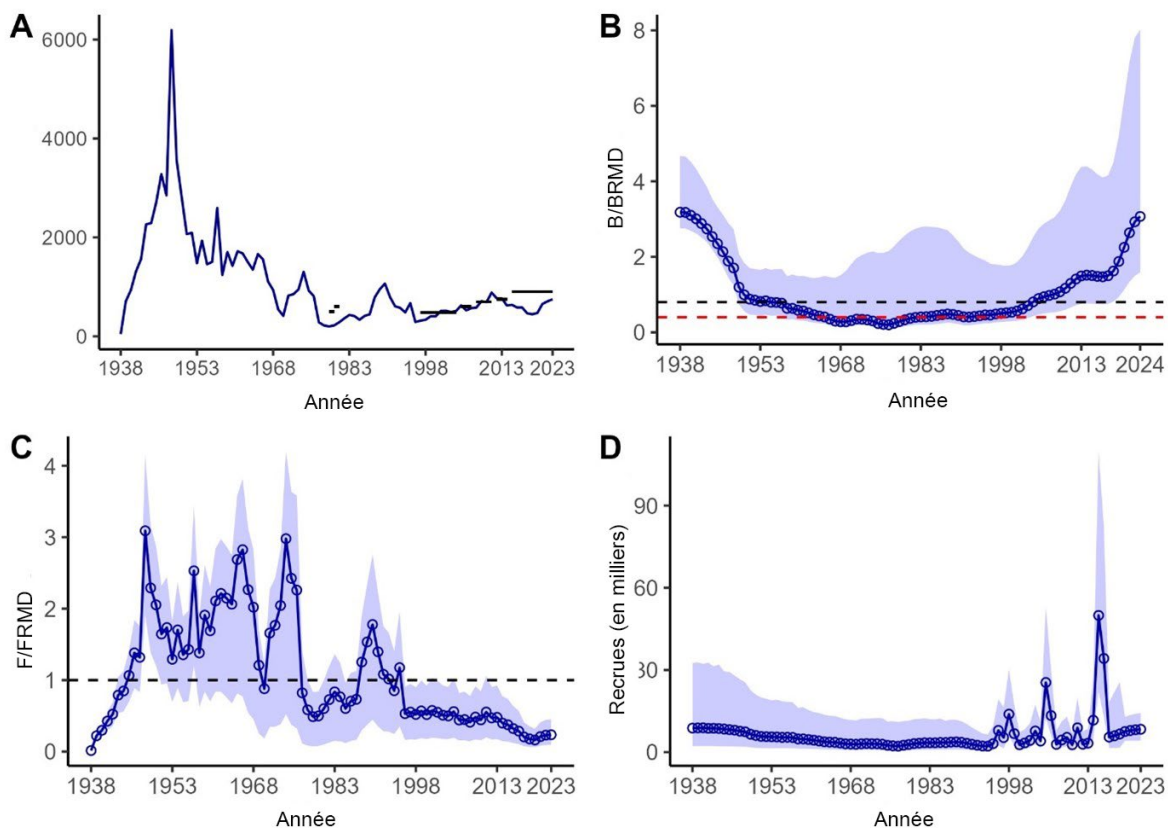 A
6000
4000
2000
0
1938 1953 1968 1983 1998 2013 2023
Année
B
B/BRMD
8
6
4
2
0
1938 1953 1968 1983 1998 2013 2024
Année
C
F/FRMD
4
3
2
1
0
1938 1953 1968 1983 1998 2013 2023
Année
D
Recrues (en milliers)
90
60
30
0
1938 1953 1968 1983 1998 2013 2023
Année